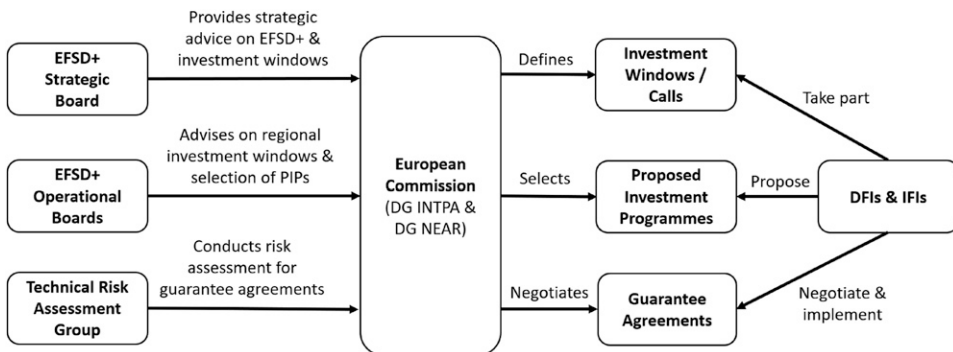 Provides strategic
advice on EFSD+ &
investment windows
EFSD+
Strategic
Board
Defines
Investment
Windows /
Calls
Take part
Advises on regional
investment windows &
selection of PIPs
EFSD+
Operational
Boards
European
Commission
(DG INTPA &
DG NEAR)
Selects
Proposed
Investment
Programmes
Propose
DFIs & IFIs
Conducts risk
assessment for
guarantee agreements
Technical Risk
Assessment
Group
Negotiates
Guarantee
Agreements
Negotiate &
implement